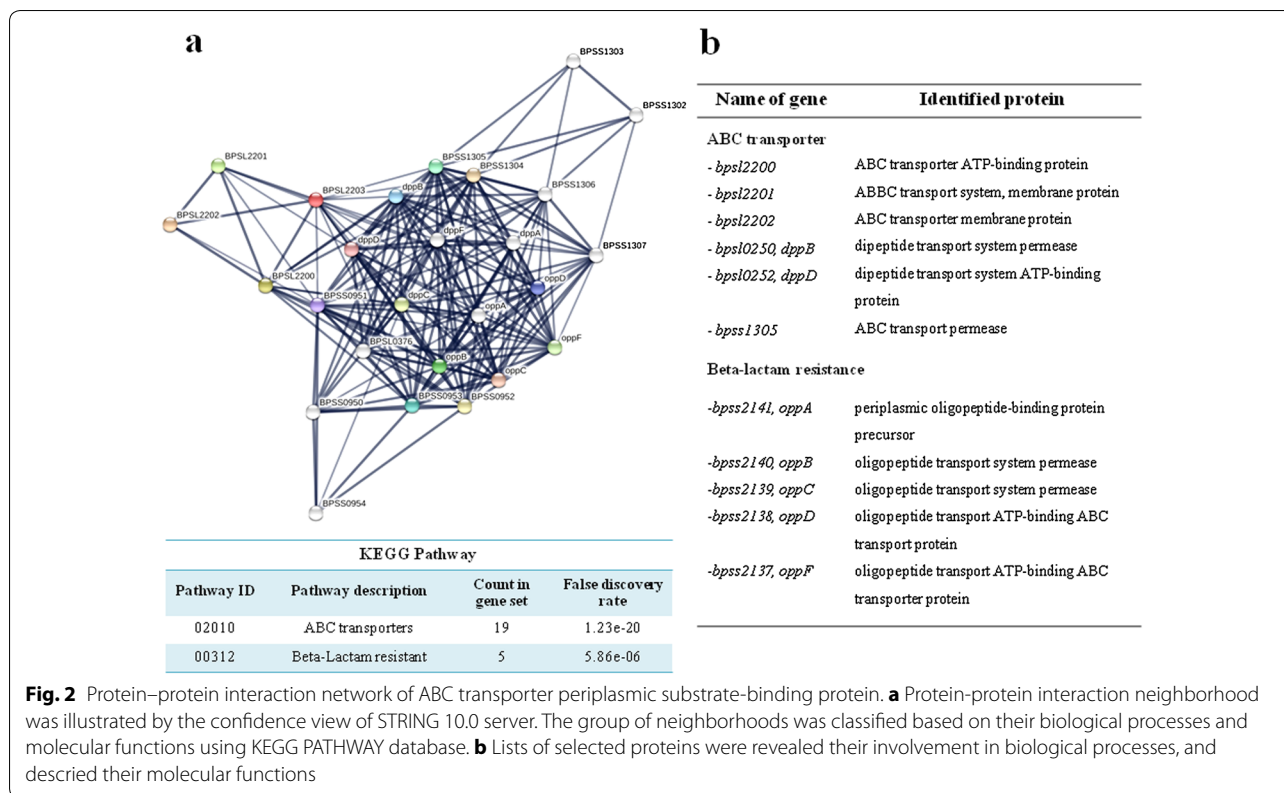 a
BPSS1303
BPSS1302
BPSL2201
BPSS1305
BPSS1304
BPSL2203
dppB
BPSS1306
BPSL2202
dppF
dppA
dppD
BPSS1307
BPSL2200
oppD
BPSS0951
dppC
oppA
BPSL0376
oppF
oppB
oppC
BPSS0953
BPSS0952
BPSS0950
BPSS0954
KEGG Pathway
Pathway ID Pathway description Count in gene set False discovery rate
02010 ABC transporters 19 1.23e-20
00312 Beta-Lactam resistant 5 5.86e-06
b
Name of gene Identified protein
ABC transporter
- bpsl2200 ABC transporter ATP-binding protein
- bpsl2201 ABBC transport system, membrane protein
- bpsl2202 ABC transporter membrane protein
- bpsl0250, dppB dipeptide transport system permease
- bpsl0252, dppD dipeptide transport system ATP-binding
protein
- bpss1305 ABC transport permease
Beta-lactam resistance
-bpss2141, oppA periplasmic oligopeptide-binding protein
precursor
-bpss2140, oppB oligopeptide transport system permease
-bpss2139, oppC oligopeptide transport system permease
-bpss2138, oppD oligopeptide transport ATP-binding ABC
transport protein
-bpss2137, oppF oligopeptide transport ATP-binding ABC
transporter protein
Fig. 2 Protein–protein interaction network of ABC transporter periplasmic substrate-binding protein. a Protein-protein interaction neighborhood
was illustrated by the confidence view of STRING 10.0 server. The group of neighborhoods was classified based on their biological processes and
molecular functions using KEGG PATHWAY database. b Lists of selected proteins were revealed their involvement in biological processes, and
descried their molecular functions